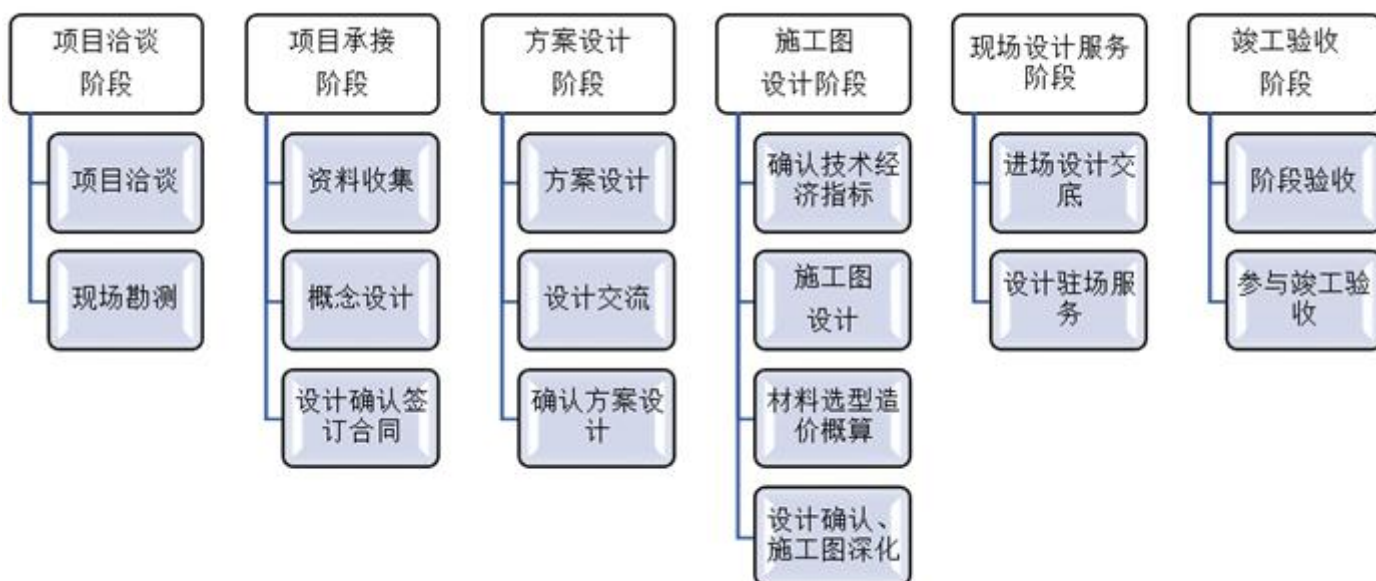 项目洽谈
阶段
项目洽谈
现场勘测
项目承接
阶段
资料收集
概念设计
设计确认签
订合同
方案设计
阶段
方案设计
设计交流
确认方案设
计
施工图
设计阶段
确认技术经
济指标
施工图
设计
材料选型造
价概算
设计确认、
施工图深化
现场设计服务
阶段
进场设计交
底
设计驻场服
务
竣工验收
阶段
阶段验收
参与竣工验
收